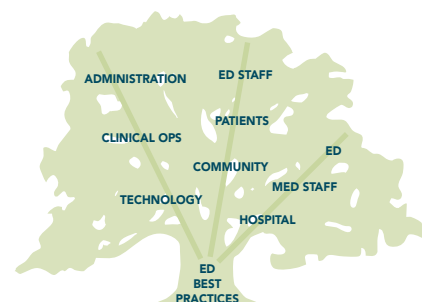 ADMINISTRATION
ED STAFF
PATIENTS
CLINICAL OPS
ED
COMMUNITY
MED STAFF
TECHNOLOGY
HOSPITAL
ED
BEST
PRACTICES